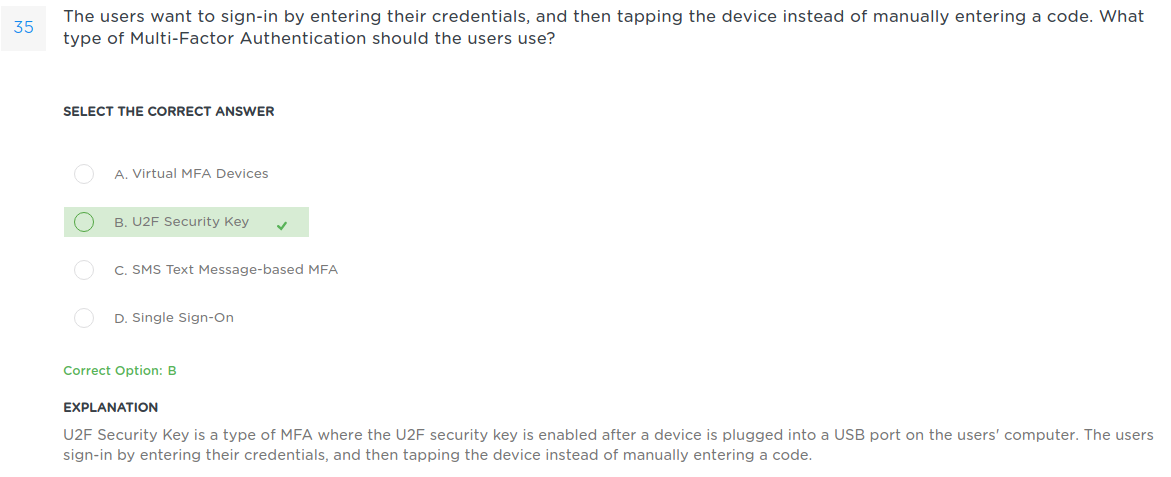 35
The users want to sign-in by entering their credentials, and then tapping the device instead of manually entering a code. What
type of Multi-Factor Authentication should the users use?
SELECT THE CORRECT ANSWER
A. Virtual MFA Devices
B. U2F Security Key
C. SMS Text Message-based MFA
D. Single Sign-On
Correct Option: B
EXPLANATION
U2F Security Key is a type of MFA where the U2F security key is enabled after a device is plugged into a USB port on the users' computer. The users
sign-in by entering their credentials, and then tapping the device instead of manually entering a code.